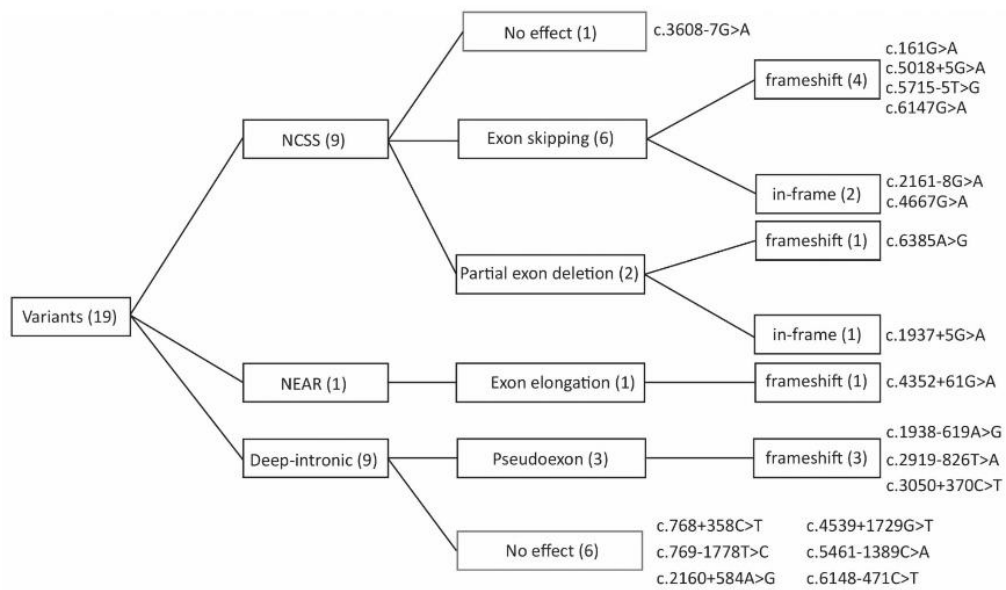 No effect (1) c.3608-7G>A
c.161G>A
frameshift (4) c.5018+5G>A
c.5715-5T>G
c.6147G>A
NCSS (9)
Exon skipping (6)
in-frame (2) c.2161-8G>A
c.4667G>A
frameshift (1) c.6385A>G
Partial exon deletion (2)
Variants (19)
in-frame (1) c.1937+5G>A
NEAR (1) Exon elongation (1) frameshift (1) c.4352+61G>A
c.1938-619A>G
Deep-intronic (9) Pseudoexon (3) frameshift (3) c.2919-826T>A
c.3050+370C>T
c.768+358C>T c.4539+1729G>T
No effect (6) c.769-1778T>C c.5461-1389C>A
c.2160+584A>G c.6148-471C>T